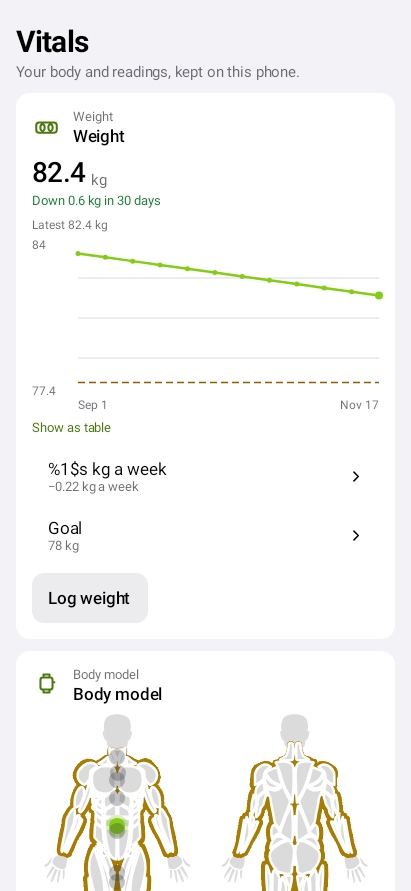 Vitals
Your body and readings, kept on this phone.
Weight
Weight
82.4 kg
Down 0.6 kg in 30 days
Latest 82.4 kg
84
77.4
Sep 1
Nov 17
Show as table
%1$s kg a week
−0.22 kg a week
Goal
78 kg
Log weight
Body model
Body model